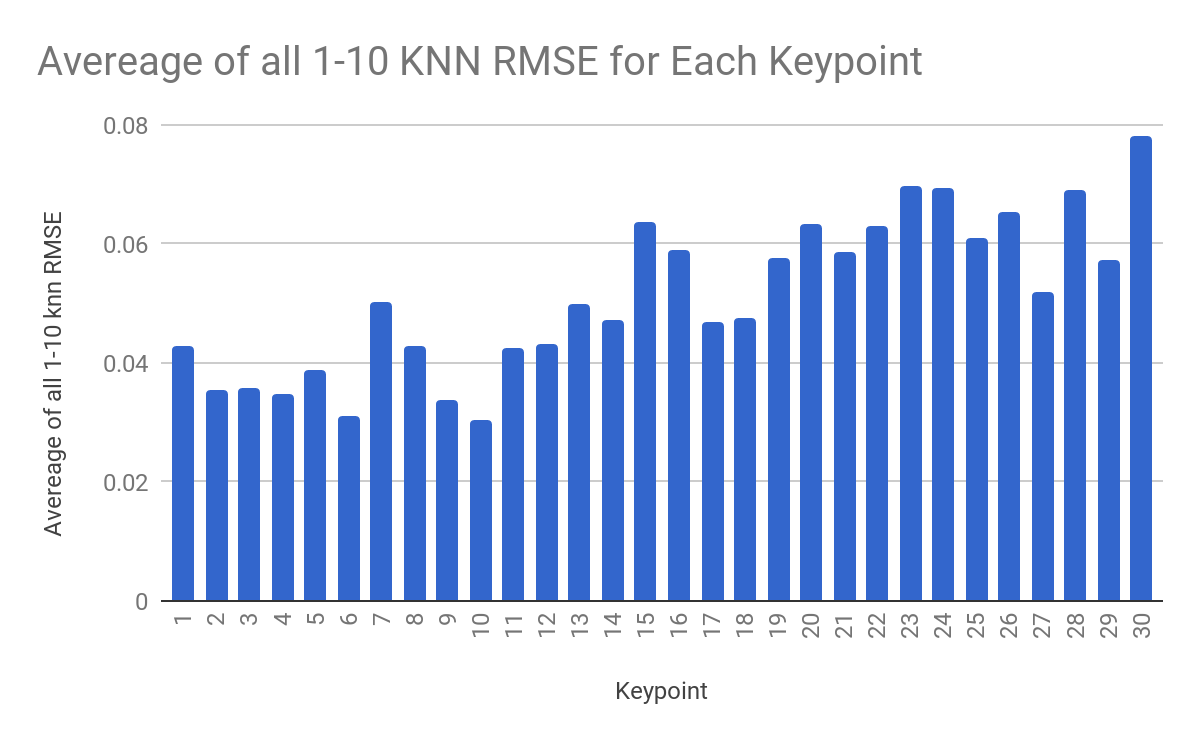 Avereage of all 1-10 KNN RMSE for Each Keypoint
Avereage of all 1-10 knn RMSE
0.08
0.06
0.04
0.02
0
1 2 3 4 5 6 7 8 9 10 11 12 13 14 15 16 17 18 19 20 21 22 23 24 25 26 27 28 29 30
Keypoint